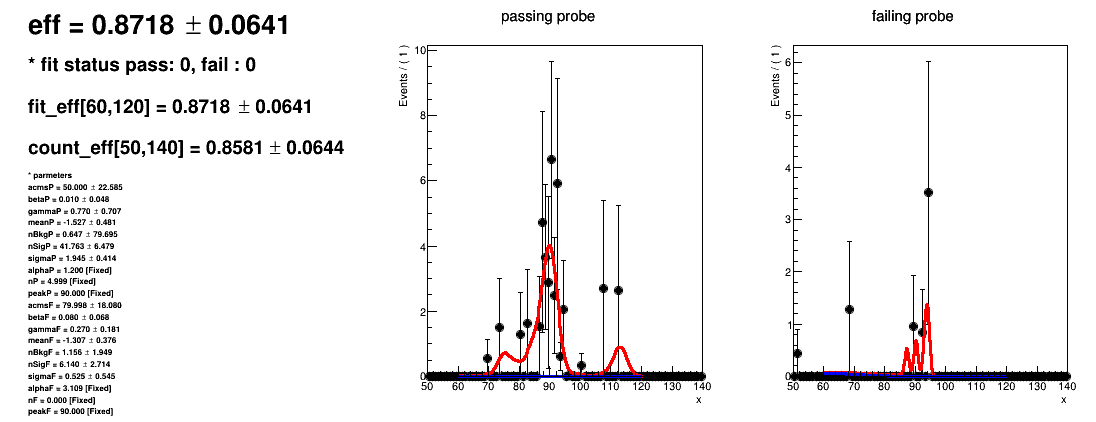 eff = 0.8718 ± 0.0641
* fit status pass: 0, fail : 0
fit_eff[60,120] = 0.8718 ± 0.0641
count_eff[50,140] = 0.8581 ± 0.0644
* parmeters
acmsP = 50.000 ± 22.585
betaP = 0.010 ± 0.048
gammaP = 0.770 ± 0.707
meanP = -1.527 ± 0.481
nBkgP = 0.647 ± 79.695
nSigP = 41.763 ± 6.479
sigmaP = 1.945 ± 0.414
alphaP = 1.200 [Fixed]
nP = 4.999 [Fixed]
peakP = 90.000 [Fixed]
acmsF = 79.998 ± 18.080
betaF = 0.080 ± 0.068
gammaF = 0.270 ± 0.181
meanF = -1.307 ± 0.376
nBkgF = 1.156 ± 1.949
nSigF = 6.140 ± 2.714
sigmaF = 0.525 ± 0.545
alphaF = 3.109 [Fixed]
nF = 0.000 [Fixed]
peakF = 90.000 [Fixed]
passing probe
Events / ( 1 )
10
8
6
4
2
0
50 60 70 80 90 100 110 120 130 140
x
failing probe
Events / ( 1 )
6
5
4
3
2
1
0
50 60 70 80 90 100 110 120 130 140
x